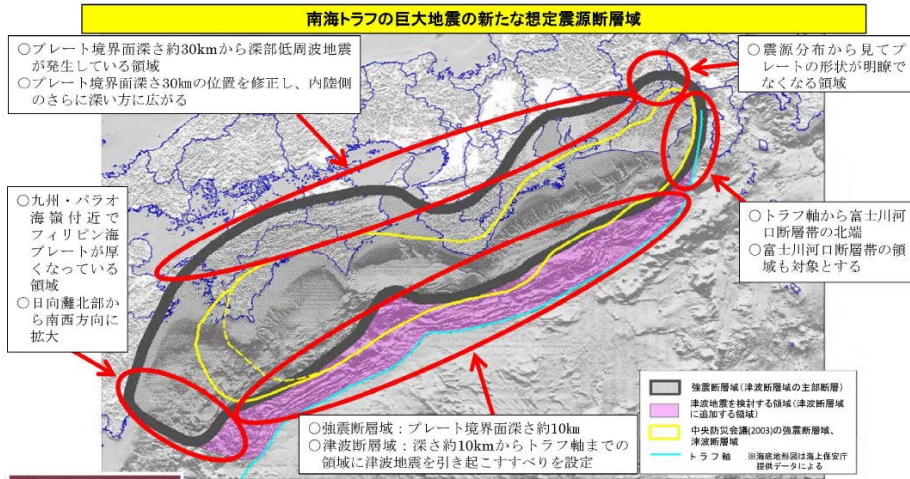 南海トラフの巨大地震の新たな想定震源断層域
○プレート境界面深さ約30kmから深部低周波地震
が発生している領域
○プレート境界面深さ30kmの位置を修正し、内陸側
のさらに深い方に広がる
○震源分布から見てプ
レートの形状が明瞭で
なくなる領域
○九州・パラオ
海嶺付近で
フィリピン海
プレートが厚
くなっている
領域
○日向灘北部か
ら南西方向に
拡大
○トラフ軸から富士川河
口断層帯の北端
○富士川河口断層帯の領
域も対象とする
○強震断層域：プレート境界面深さ約10km
○津波断層域：深さ約10kmからトラフ軸までの
領域に津波地震を引き起こすすべりを設定
強震断層域(津波断層域の主部断層)
津波地震を検討する領域(津波断層域
に追加する領域)
中央防災会議(2003)の強震断層域、
津波断層域
トラフ軸 ※海底地形図は海上保安庁
提供データによる